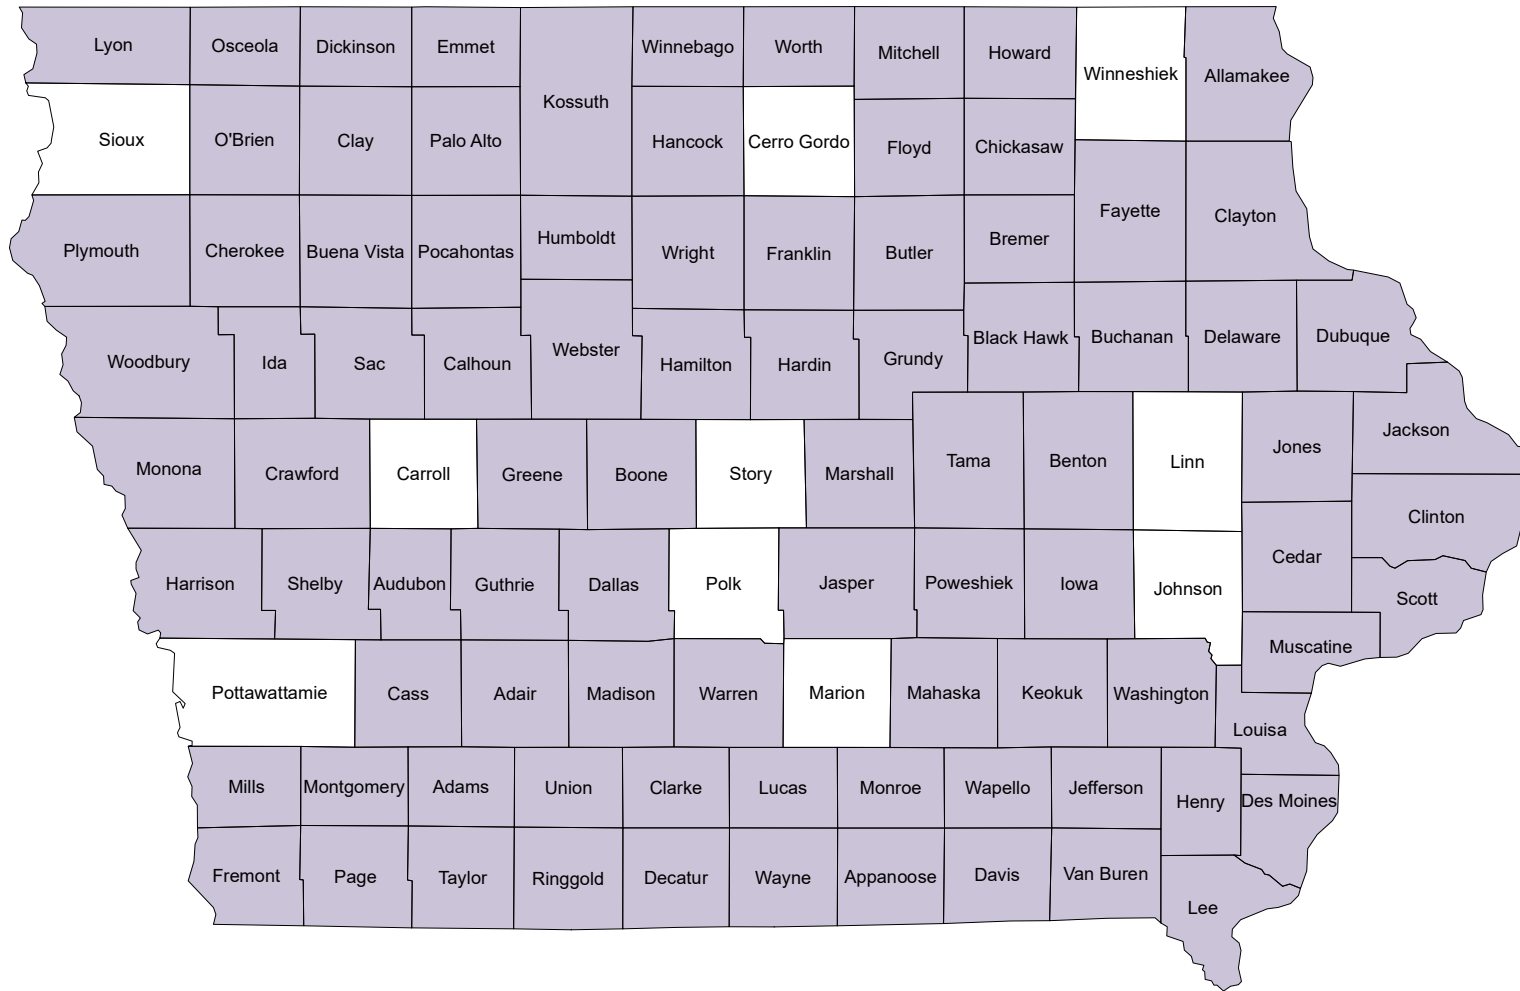 Lyon
Osceola
Dickinson
Emmet
Kossuth
Winnebago
Worth
Mitchell
Howard
Winneshiek
Allamakee
Sioux
O'Brien
Clay
Palo Alto
Hancock
Cerro Gordo
Floyd
Chickasaw
Fayette
Clayton
Plymouth
Cherokee
Buena Vista
Pocahontas
Humboldt
Wright
Franklin
Butler
Bremer
Woodbury
Ida
Sac
Calhoun
Webster
Hamilton
Hardin
Grundy
Black Hawk
Buchanan
Delaware
Dubuque
Monona
Crawford
Carroll
Greene
Boone
Story
Marshall
Tama
Benton
Linn
Jones
Jackson
Clinton
Harrison
Shelby
Audubon
Guthrie
Dallas
Polk
Jasper
Poweshiek
Iowa
Johnson
Cedar
Scott
Muscatine
Pottawattamie
Cass
Adair
Madison
Warren
Marion
Mahaska
Keokuk
Washington
Louisa
Mills
Montgomery
Adams
Union
Clarke
Lucas
Monroe
Wapello
Jefferson
Henry
Des Moines
Fremont
Page
Taylor
Ringgold
Decatur
Wayne
Appanoose
Davis
Van Buren
Lee